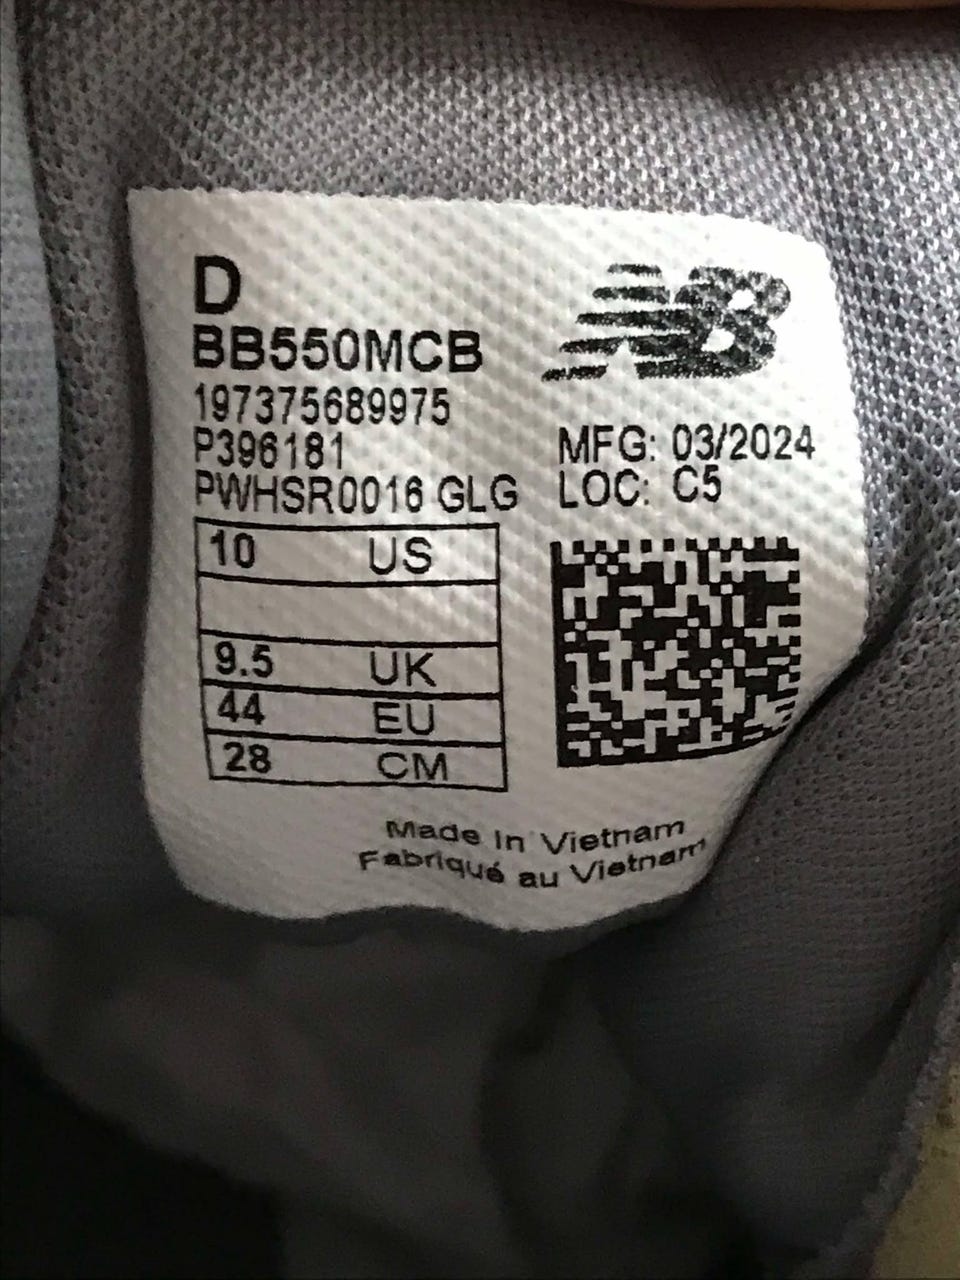 D
NB
BB550MCB
197375689975
P396181
PWHSR0016 GLG
MFG: 03/2024
LOC: C5
10 US
9.5 UK
44 EU
28 CM
Made In Vietnam
Fabriqué au Vietnam